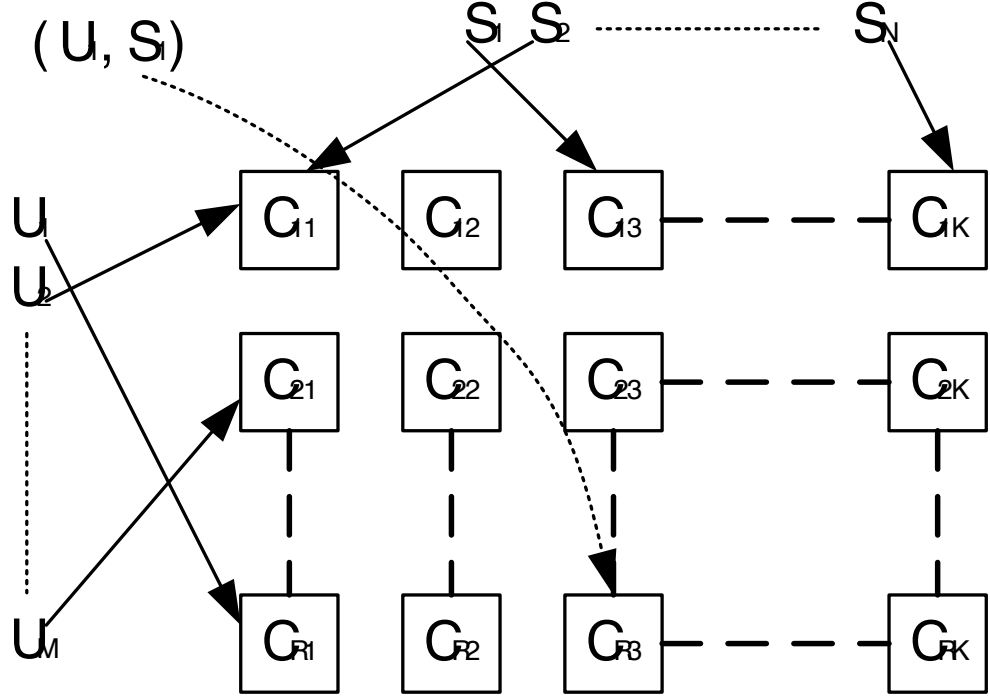 (U1, S1) S1 S2 SN
U1 C11 C12 C13 C1K
U2
C21 C22 C23 C2K
UM CR1 CR2 CR3 CRK